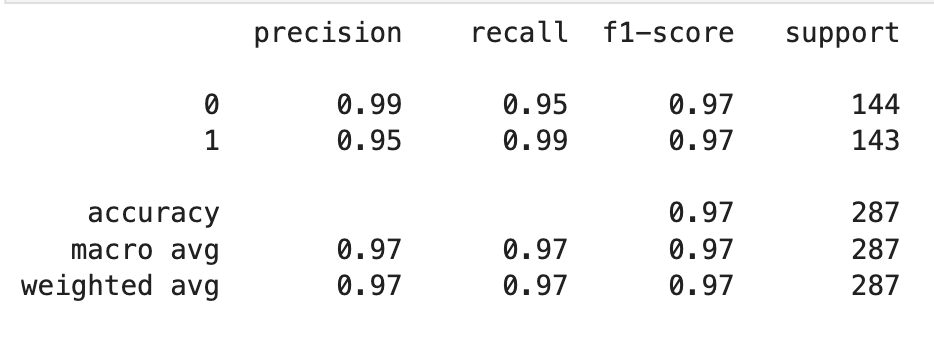 precision recall f1-score support
0 0.99 0.95 0.97 144
1 0.95 0.99 0.97 143
accuracy 0.97 287
macro avg 0.97 0.97 0.97 287
weighted avg 0.97 0.97 0.97 287